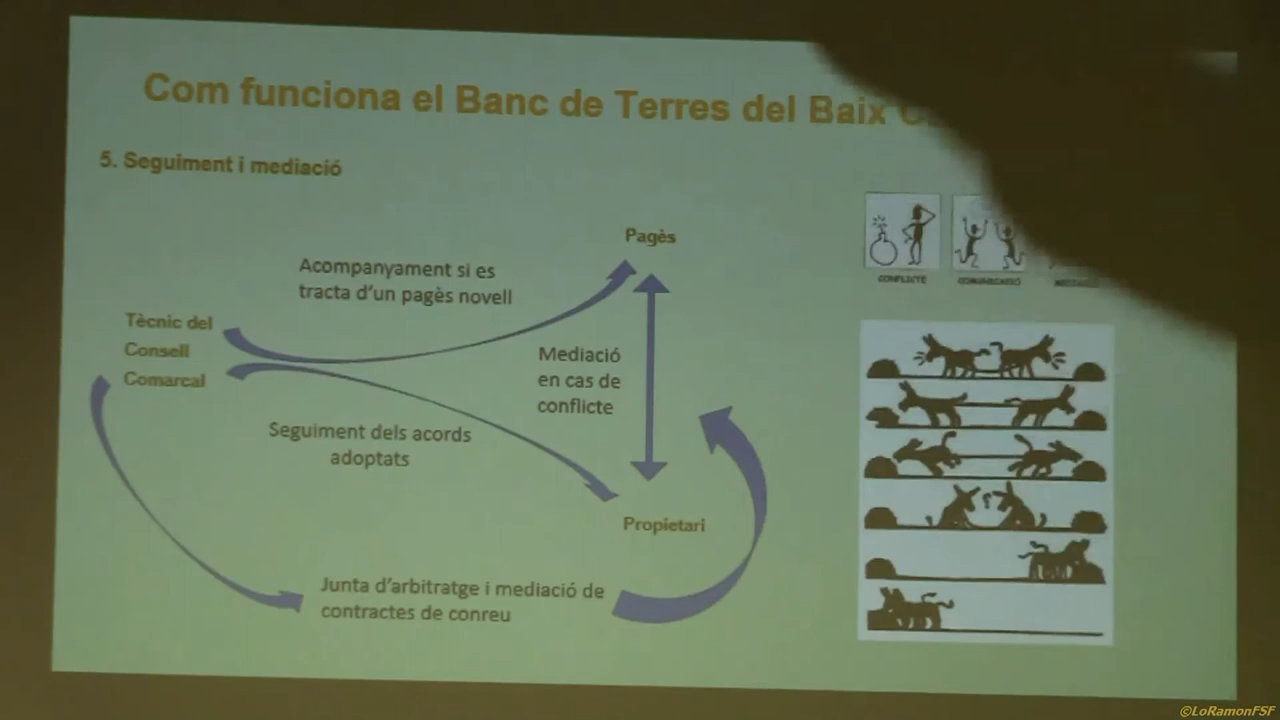 Com funciona el Banc de Terres del Baix
5. Seguiment i mediació
Pagès
Acompanyament si es
tracta d'un pagès novell
Tècnic del
Consell
Comarcal
Mediació
en cas de
conflicte
Seguiment dels acords
adoptats
Propietari
Junta d'arbitratge i mediació de
contractes de conreu
CONFLICTE
COMUNICACIÓ
©LoRamonFSF